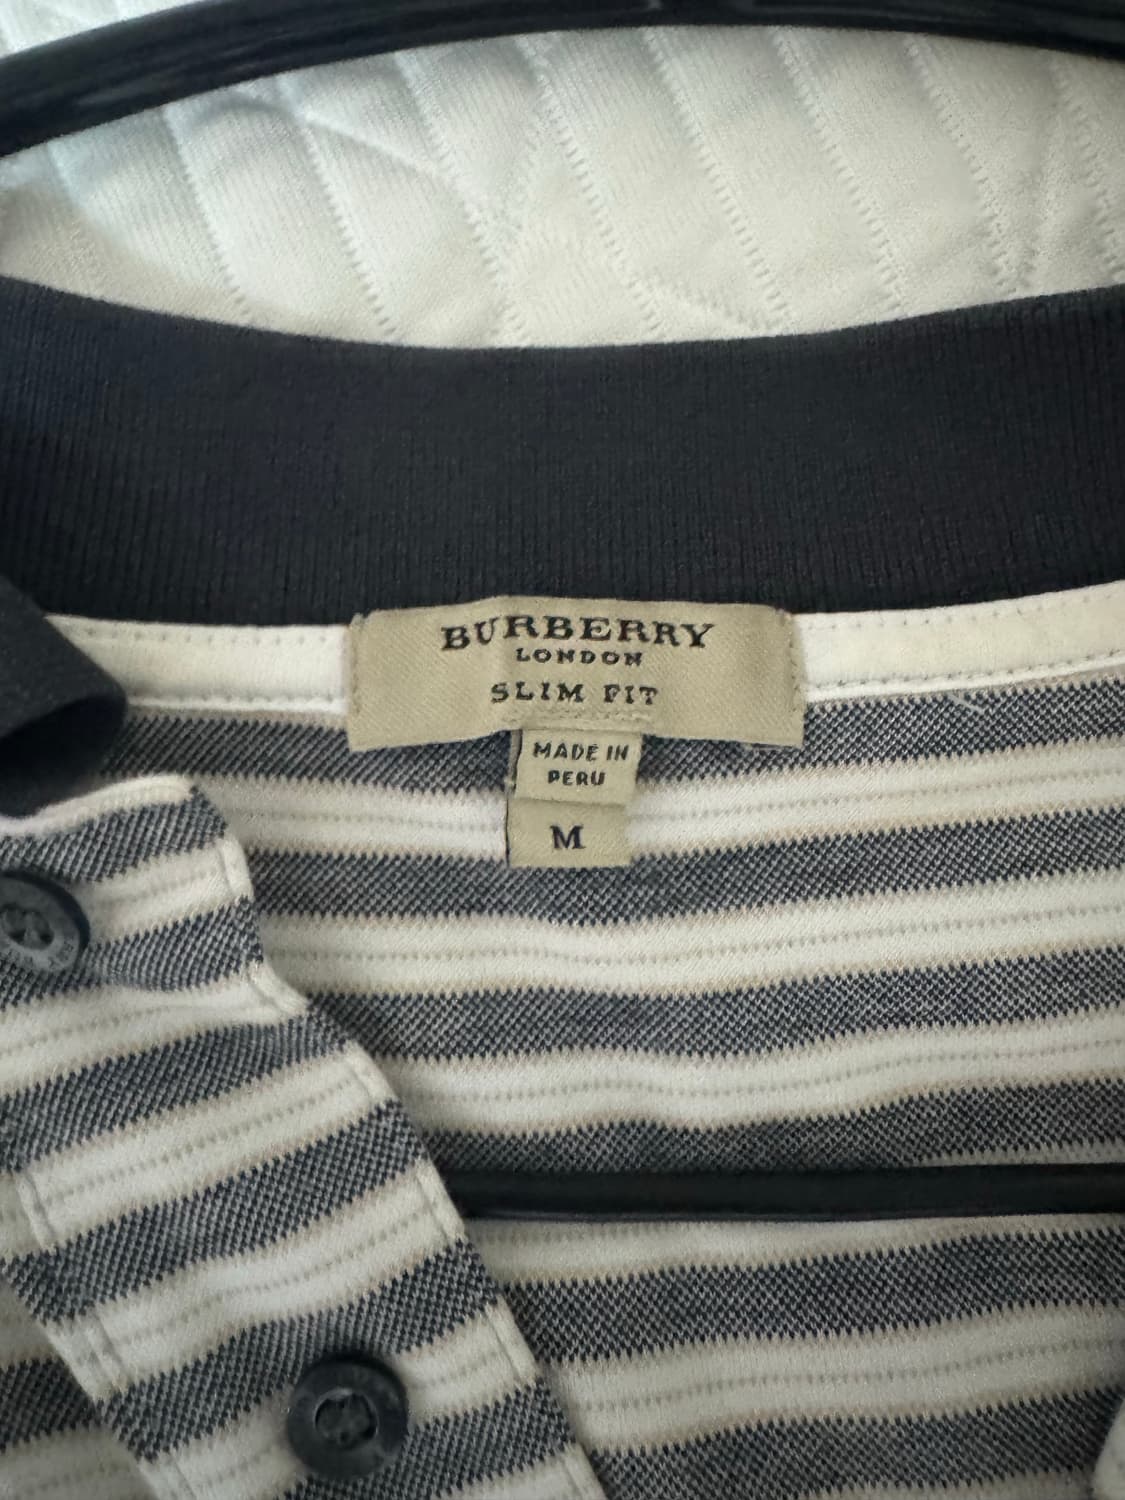 BURBERRY
LONDON
SLIM FIT
MADE IN
PERU
M